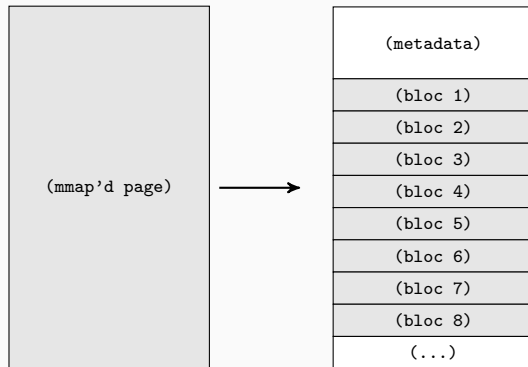 (mmap'd page)
(metadata)
(bloc 1)
(bloc 2)
(bloc 3)
(bloc 4)
(bloc 5)
(bloc 6)
(bloc 7)
(bloc 8)
(...)